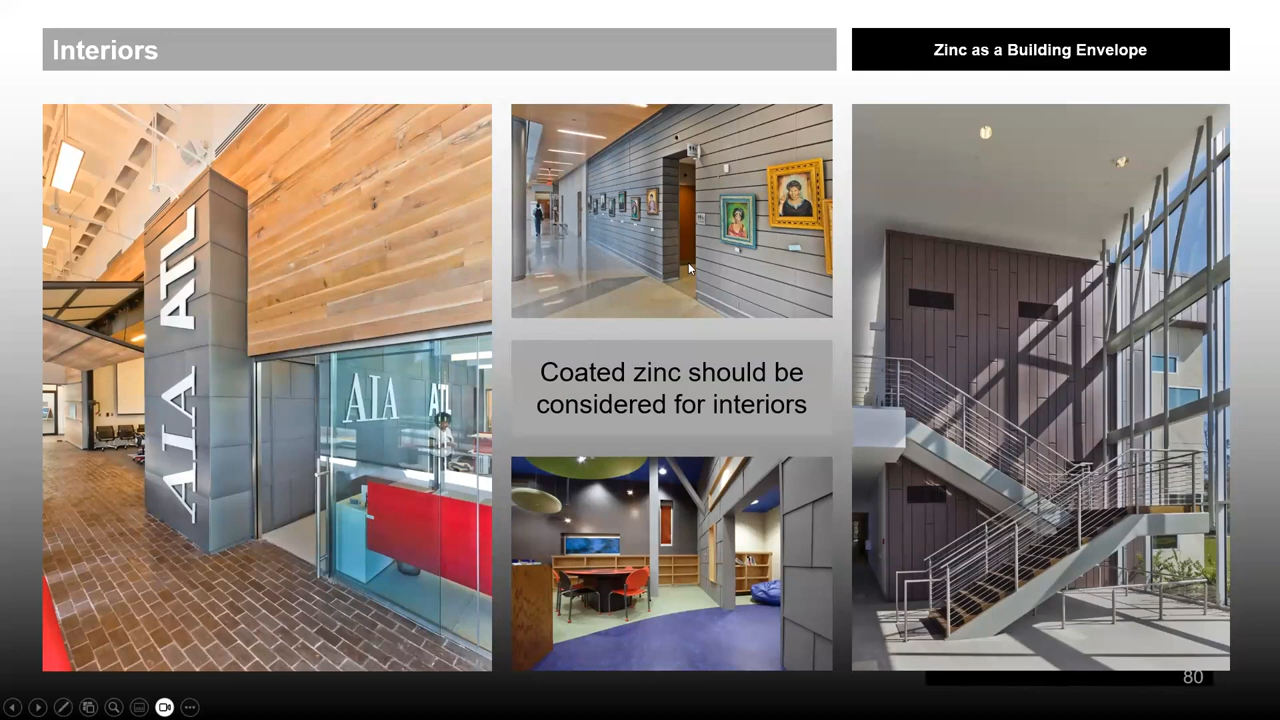 Interiors
Zinc as a Building Envelope
AIA ATL
AIA
ATL
Coated zinc should be
considered for interiors
80